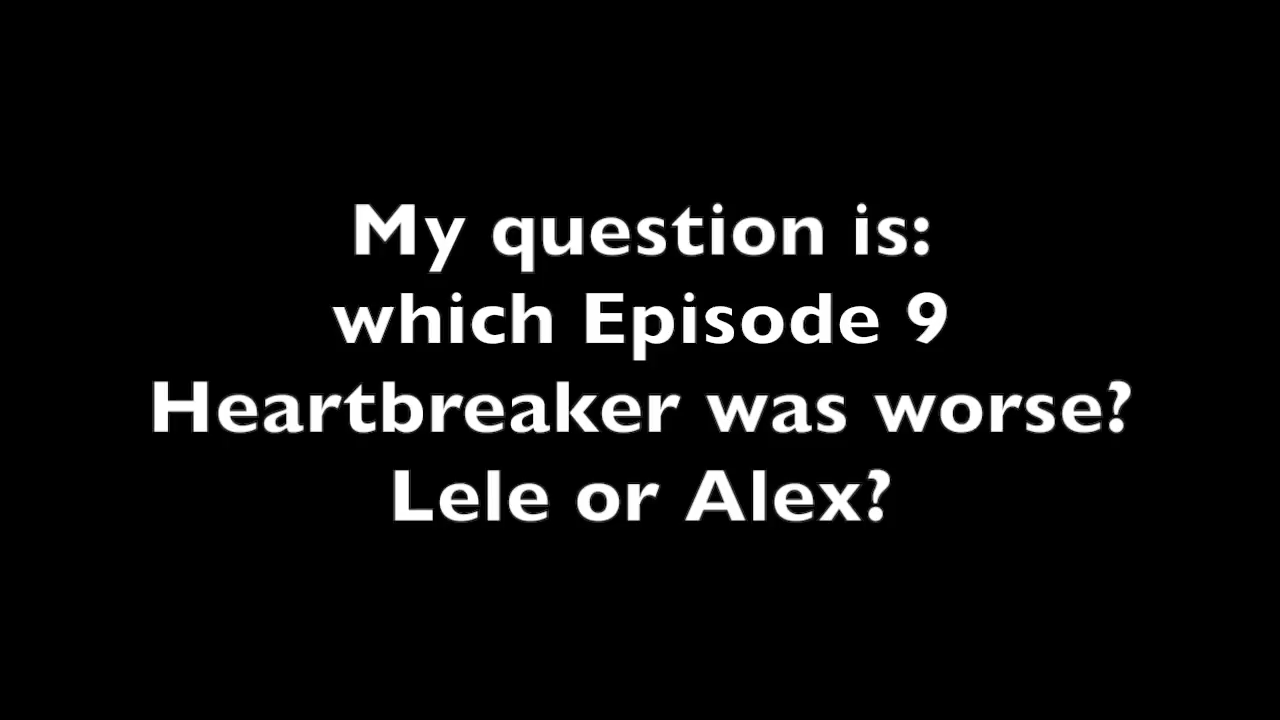 My question is:
which Episode 9
Heartbreaker was worse?
Lele or Alex?